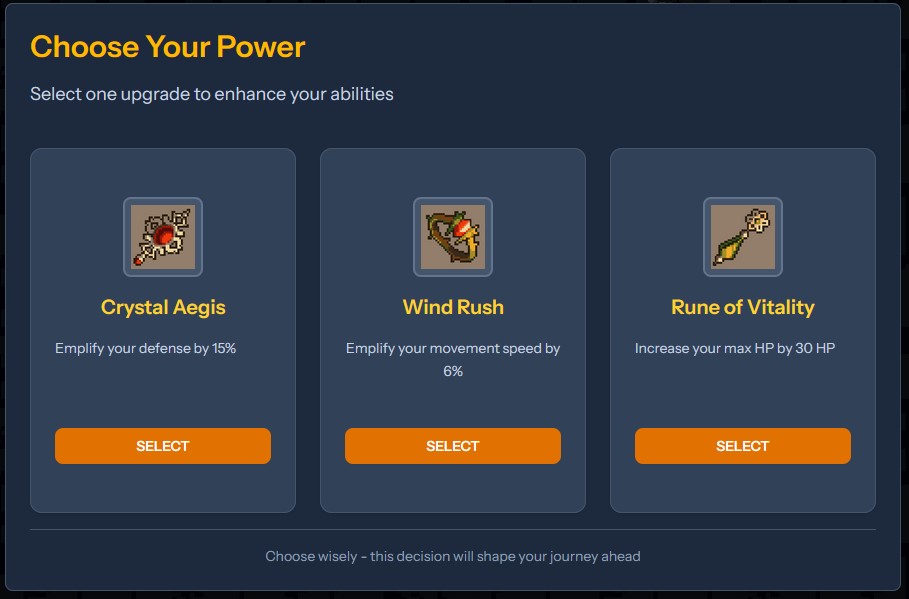 Choose Your Power
Select one upgrade to enhance your abilities
Crystal Aegis
Emplify your defense by 15%
SELECT
Wind Rush
Emplify your movement speed by
6%
SELECT
Rune of Vitality
Increase your max HP by 30 HP
SELECT
Choose wisely - this decision will shape your journey ahead